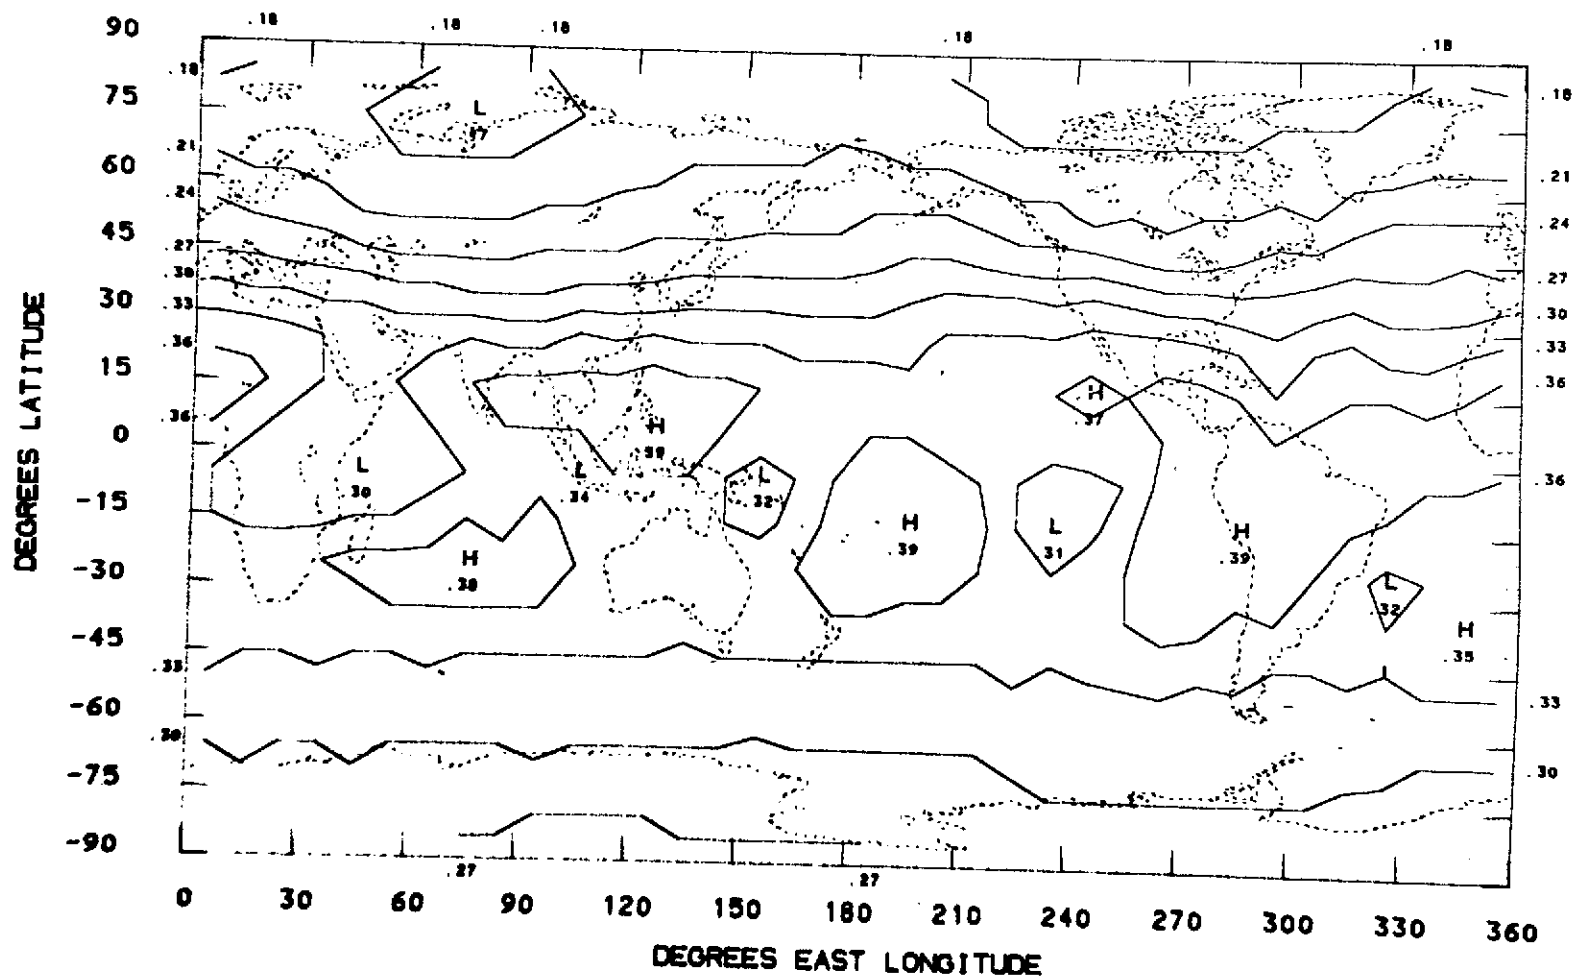 .18 .18 .18 .18 .18
90
.18 .18
75
L
.17
.21 .21
60
.24 .24
45
.27 .27
.30 .30
30
.33 .33
.36 .36
15
H
.37
.36
0
H
.39
L
.30
L
.34
L
.32
.36
-15
H
.39
L
.31
H
.39
-30
H
.38
L
.32
H
.35
-45
.33 .33
-60
.30 .30
-75
-90
.27 .27
0 30 60 90 120 150 180 210 240 270 300 330 360
DEGREES EAST LONGITUDE
DEGREES LATITUDE